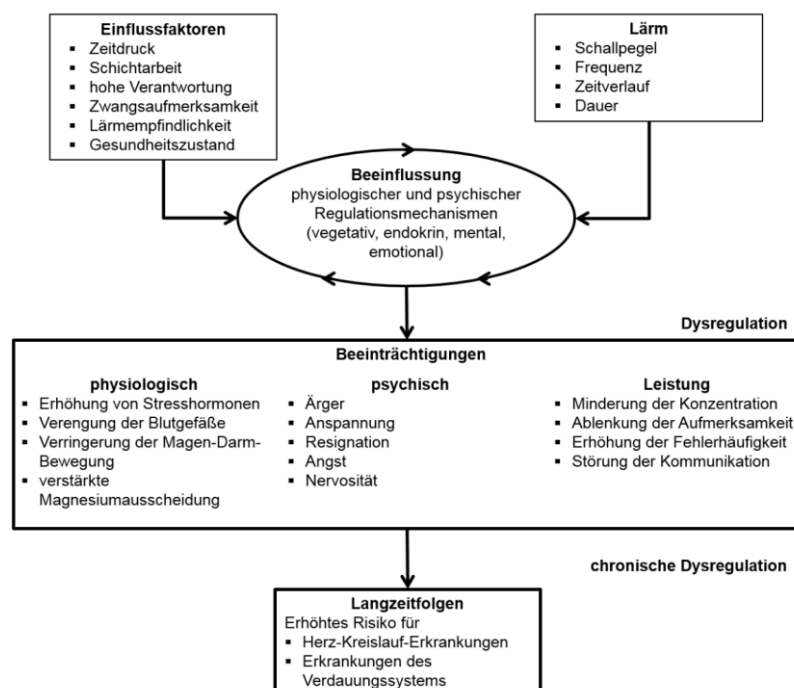 Einflussfaktoren
▪ Zeitdruck
▪ Schichtarbeit
▪ hohe Verantwortung
▪ Zwangsaufmerksamkeit
▪ Lärmempfindlichkeit
▪ Gesundheitszustand
Lärm
▪ Schallpegel
▪ Frequenz
▪ Zeitverlauf
▪ Dauer
Beeinflussung
physiologischer und psychischer
Regulationsmechanismen
(vegetativ, endokrin, mental,
emotional)
Dysregulation
Beeinträchtigungen
physiologisch
▪ Erhöhung von Stresshormonen
▪ Verengung der Blutgefäße
▪ Verringerung der Magen-Darm-
Bewegung
▪ verstärkte
Magnesiumausscheidung
psychisch
▪ Ärger
▪ Anspannung
▪ Resignation
▪ Angst
▪ Nervosität
Leistung
▪ Minderung der Konzentration
▪ Ablenkung der Aufmerksamkeit
▪ Erhöhung der Fehlerhäufigkeit
▪ Störung der Kommunikation
chronische Dysregulation
Langzeitfolgen
Erhöhtes Risiko für
▪ Herz-Kreislauf-Erkrankungen
▪ Erkrankungen des
Verdauungssystems